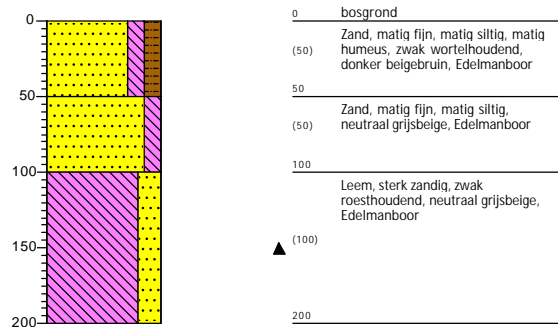 0
50
100
150
200
0 bosgrond
Zand, matig fijn, matig siltig, matig
(50) humeus, zwak wortelhoudend,
donker beigebruin, Edelmanboor
50
Zand, matig fijn, matig siltig,
(50) neutraal grijsbeige, Edelmanboor
100
Leem, sterk zandig, zwak
roesthoudend, neutraal grijsbeige,
Edelmanboor
(100)
200